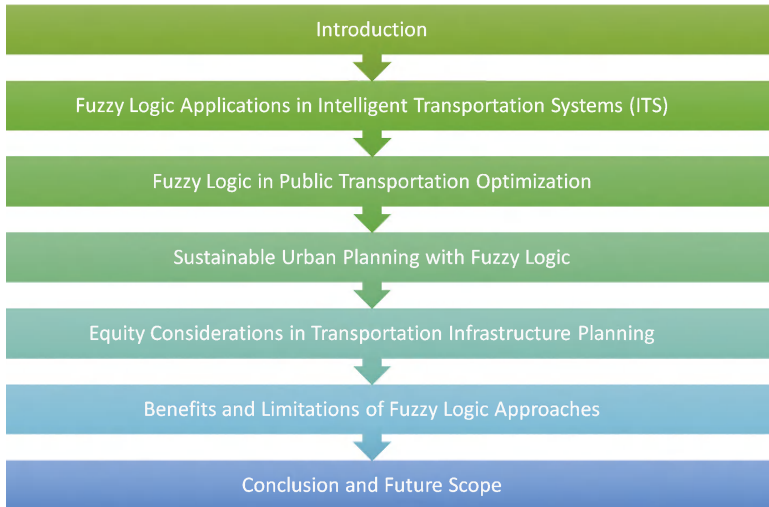 Introduction
Fuzzy Logic Applications in Intelligent Transportation Systems (ITS)
Fuzzy Logic in Public Transportation Optimization
Sustainable Urban Planning with Fuzzy Logic
Equity Considerations in Transportation Infrastructure Planning
Benefits and Limitations of Fuzzy Logic Approaches
Conclusion and Future Scope